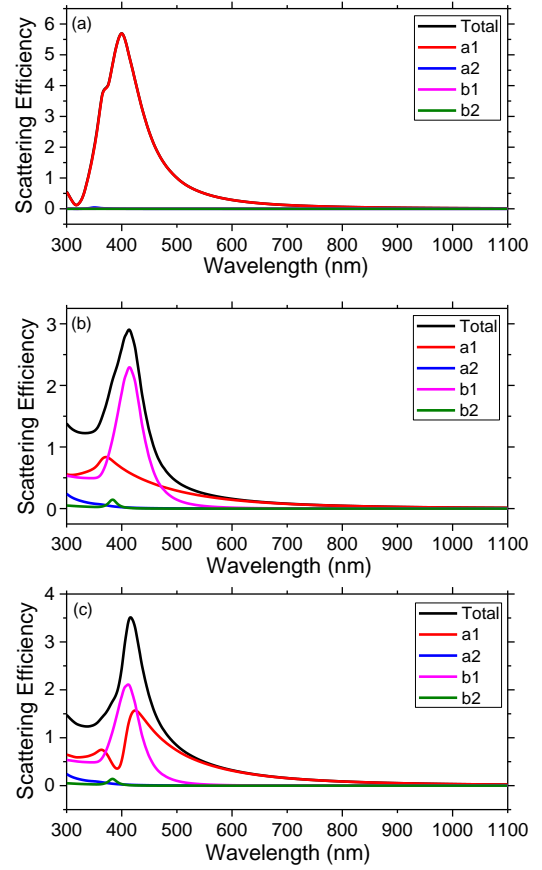 (a)
Total
a1
a2
b1
b2
Scattering Efficiency
6
5
4
3
2
1
0
300 400 500 600 700 800 900 1000 1100
Wavelength (nm)
(b)
Total
a1
a2
b1
b2
Scattering Efficiency
3
2
1
0
300 400 500 600 700 800 900 1000 1100
Wavelength (nm)
(c)
Total
a1
a2
b1
b2
Scattering Efficiency
4
3
2
1
0
300 400 500 600 700 800 900 1000 1100
Wavelength (nm)